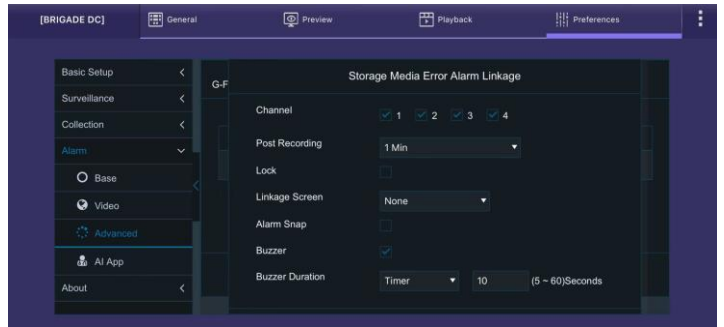 [BRIGADE DC] General Preview Playback Preferences
Basic Setup
Surveillance
Collection
Alarm
Base
Video
Advanced
AI App
About
G-F
Storage Media Error Alarm Linkage
Channel 1 2 3 4
Post Recording 1 Min
Lock
Linkage Screen None
Alarm Snap
Buzzer
Buzzer Duration Timer 10 (5 ~ 60)Seconds